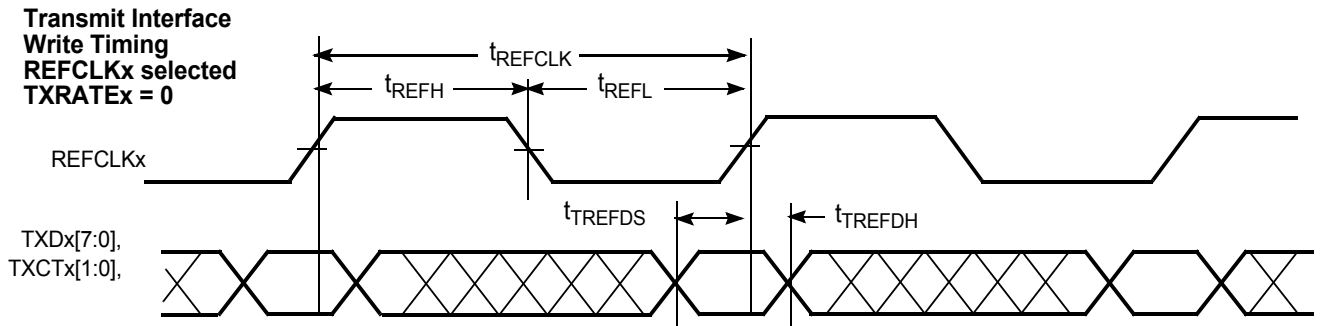 Transmit Interface
Write Timing
REFCLKx selected
TXRATEx = 0
tREFCLK
tREFH
tREFL
REFCLKx
tTREFDS
tTREFDH
TXDx[7:0],
TXCTx[1:0],